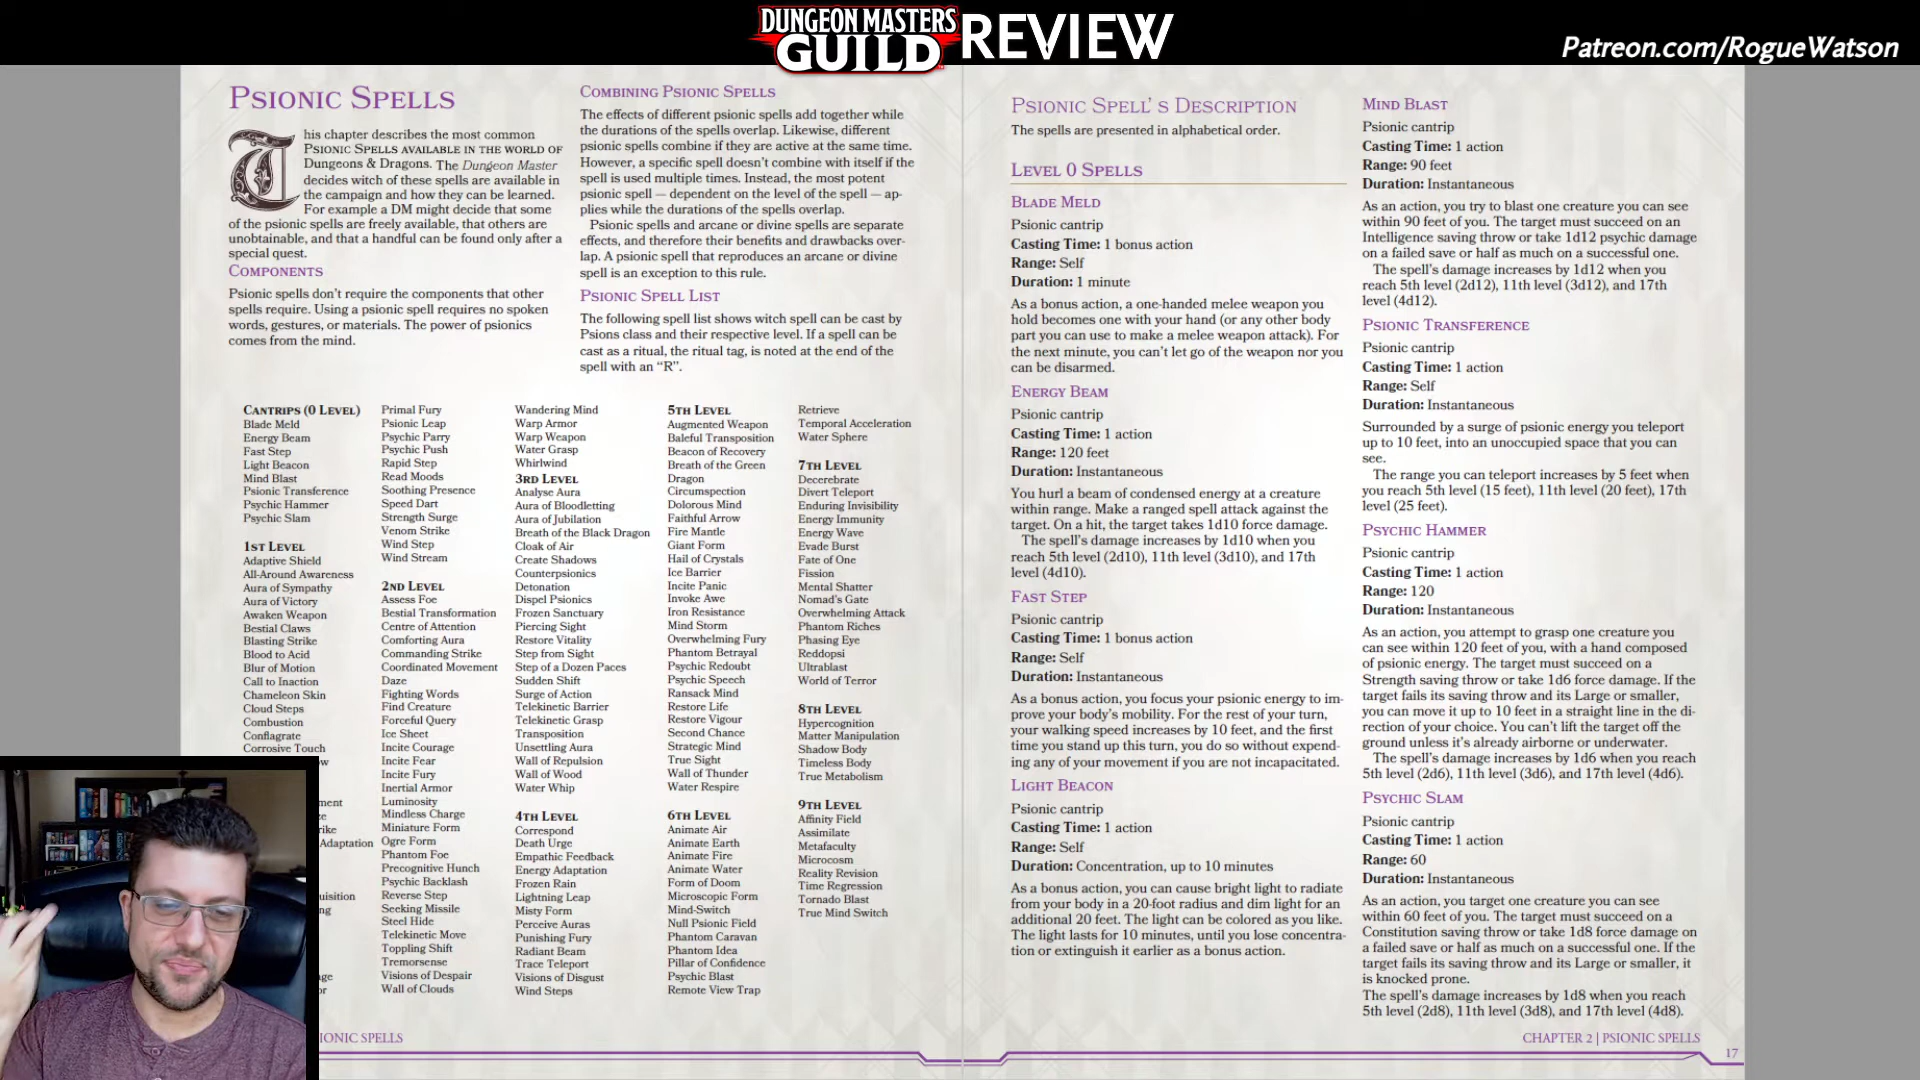 DUNGEON MASTERS
GUILD
REVIEW
Patreon.com/RogueWatson
PSIONIC SPELLS
This chapter describes the most common
PSIONIC SPELLS AVAILABLE IN THE WORLD OF
Dungeons & Dragons. The Dungeon Master
decides witch of these spells are available in
the campaign and how they can be learned.
For example a DM might decide that some
of the psionic spells are freely available, that others are
unobtainable, and that a handful can be found only after a
special quest.
COMPONENTS
Psionic spells don't require the components that other
spells require. Using a psionic spell requires no spoken
words, gestures, or materials. The power of psionics
comes from the mind.
COMBINING PSIONIC SPELLS
The effects of different psionic spells add together while
the durations of the spells overlap. Likewise, different
psionic spells combine if they are active at the same time.
However, a specific spell doesn't combine with itself if the
spell is used multiple times. Instead, the most potent
psionic spell — dependent on the level of the spell — ap-
plies while the durations of the spells overlap.
Psionic spells and arcane or divine spells are separate
effects, and therefore their benefits and drawbacks over-
lap. A psionic spell that reproduces an arcane or divine
spell is an exception to this rule.
PSIONIC SPELL LIST
The following spell list shows witch spell can be cast by
Psions class and their respective level. If a spell can be
cast as a ritual, the ritual tag, is noted at the end of the
spell with an “R”.
CANTRIPS (0 LEVEL)
Blade Meld
Energy Beam
Fast Step
Light Beacon
Mind Blast
Psionic Transference
Psychic Hammer
Psychic Slam
1ST LEVEL
Adaptive Shield
All-Around Awareness
Aura of Sympathy
Aura of Victory
Awaken Weapon
Bestial Claws
Blasting Strike
Blood to Acid
Blur of Motion
Call to Inaction
Chameleon Skin
Cloud Steps
Combustion
Conflagrate
Corrosive Touch
Adaptation
Primal Fury
Psionic Leap
Psychic Parry
Psychic Push
Rapid Step
Read Moods
Soothing Presence
Speed Dart
Strength Surge
Venom Strike
Wind Step
Wind Stream
2ND LEVEL
Assess Foe
Bestial Transformation
Centre of Attention
Comforting Aura
Commanding Strike
Coordinated Movement
Daze
Fighting Words
Find Creature
Forceful Query
Ice Sheet
Incite Courage
Incite Fear
Incite Fury
Inertial Armor
Luminosity
Mindless Charge
Miniature Form
Ogre Form
Phantom Foe
Precognitive Hunch
Psychic Backlash
Reverse Step
Seeking Missile
Steel Hide
Telekinetic Move
Toppling Shift
Tremorsense
Visions of Despair
Wall of Clouds
Wandering Mind
Warp Armor
Warp Weapon
Water Grasp
Whirlwind
3RD LEVEL
Analyse Aura
Aura of Bloodletting
Aura of Jubilation
Breath of the Black Dragon
Cloak of Air
Create Shadows
Counterpsionics
Detonation
Dispel Psionics
Frozen Sanctuary
Piercing Sight
Restore Vitality
Step from Sight
Step of a Dozen Paces
Sudden Shift
Surge of Action
Telekinetic Barrier
Telekinetic Grasp
Transposition
Unsettling Aura
Wall of Repulsion
Wall of Wood
Water Whip
4TH LEVEL
Correspond
Death Urge
Empathic Feedback
Energy Adaptation
Frozen Rain
Lightning Leap
Misty Form
Perceive Auras
Punishing Fury
Radiant Beam
Trace Teleport
Visions of Disgust
Wind Steps
5TH LEVEL
Augmented Weapon
Baleful Transposition
Beacon of Recovery
Breath of the Green
Dragon
Circumspection
Dolorous Mind
Faithful Arrow
Fire Mantle
Giant Form
Hail of Crystals
Ice Barrier
Incite Panic
Invoke Awe
Iron Resistance
Mind Storm
Overwhelming Fury
Phantom Betrayal
Psychic Redoubt
Psychic Speech
Ransack Mind
Restore Life
Restore Vigour
Second Chance
Strategic Mind
True Sight
Wall of Thunder
Water Respire
6TH LEVEL
Animate Air
Animate Earth
Animate Fire
Animate Water
Form of Doom
Microscopic Form
Mind-Switch
Null Psionic Field
Phantom Caravan
Phantom Idea
Pillar of Confidence
Psychic Blast
Remote View Trap
Retrieve
Temporal Acceleration
Water Sphere
7TH LEVEL
Decerebrate
Divert Teleport
Enduring Invisibility
Energy Immunity
Energy Wave
Evade Burst
Fate of One
Fission
Mental Shatter
Nomad's Gate
Overwhelming Attack
Phantom Riches
Phasing Eye
Reddopsi
Ultrablast
World of Terror
8TH LEVEL
Hypercognition
Matter Manipulation
Shadow Body
Timeless Body
True Metabolism
9TH LEVEL
Affinity Field
Assimilate
Metafaculty
Microcosm
Reality Revision
Time Regression
Tornado Blast
True Mind Switch
IONIC SPELLS
PSIONIC SPELL' S DESCRIPTION
The spells are presented in alphabetical order.
LEVEL 0 SPELLS
BLADE MELD
Psionic cantrip
Casting Time: 1 bonus action
Range: Self
Duration: 1 minute
As a bonus action, a one-handed melee weapon you
hold becomes one with your hand (or any other body
part you can use to make a melee weapon attack). For
the next minute, you can't let go of the weapon nor you
can be disarmed.
ENERGY BEAM
Psionic cantrip
Casting Time: 1 action
Range: 120 feet
Duration: Instantaneous
You hurl a beam of condensed energy at a creature
within range. Make a ranged spell attack against the
target. On a hit, the target takes 1d10 force damage.
The spell's damage increases by 1d10 when you
reach 5th level (2d10), 11th level (3d10), and 17th
level (4d10).
FAST STEP
Psionic cantrip
Casting Time: 1 bonus action
Range: Self
Duration: Instantaneous
As a bonus action, you focus your psionic energy to im-
prove your body's mobility. For the rest of your turn,
your walking speed increases by 10 feet, and the first
time you stand up this turn, you do so without expend-
ing any of your movement if you are not incapacitated.
LIGHT BEACON
Psionic cantrip
Casting Time: 1 action
Range: Self
Duration: Concentration, up to 10 minutes
As a bonus action, you can cause bright light to radiate
from your body in a 20-foot radius and dim light for an
additional 20 feet. The light can be colored as you like.
The light lasts for 10 minutes, until you lose concentra-
tion or extinguish it earlier as a bonus action.
MIND BLAST
Psionic cantrip
Casting Time: 1 action
Range: 90 feet
Duration: Instantaneous
As an action, you try to blast one creature you can see
within 90 feet of you. The target must succeed on an
Intelligence saving throw or take 1d12 psychic damage
on a failed save or half as much on a successful one.
The spell's damage increases by 1d12 when you
reach 5th level (2d12), 11th level (3d12), and 17th
level (4d12).
PSIONIC TRANSFERENCE
Psionic cantrip
Casting Time: 1 action
Range: Self
Duration: Instantaneous
Surrounded by a surge of psionic energy you teleport
up to 10 feet, into an unoccupied space that you can
see.
The range you can teleport increases by 5 feet when
you reach 5th level (15 feet), 11th level (20 feet), 17th
level (25 feet).
PSYCHIC HAMMER
Psionic cantrip
Casting Time: 1 action
Range: 120
Duration: Instantaneous
As an action, you attempt to grasp one creature you
can see within 120 feet of you, with a hand composed
of psionic energy. The target must succeed on a
Strength saving throw or take 1d6 force damage. If the
target fails its saving throw and its Large or smaller,
you can move it up to 10 feet in a straight line in the di-
rection of your choice. You can't lift the target off the
ground unless it's already airborne or underwater.
The spell's damage increases by 1d6 when you reach
5th level (2d6), 11th level (3d6), and 17th level (4d6).
PSYCHIC SLAM
Psionic cantrip
Casting Time: 1 action
Range: 60
Duration: Instantaneous
As an action, you target one creature you can see
within 60 feet of you. The target must succeed on a
Constitution saving throw or take 1d8 force damage on
a failed save or half as much on a successful one. If the
target fails its saving throw and its Large or smaller, it
is knocked prone.
The spell's damage increases by 1d8 when you reach
5th level (2d8), 11th level (3d8), and 17th level (4d8).
CHAPTER 2 | PSIONIC SPELLS
17